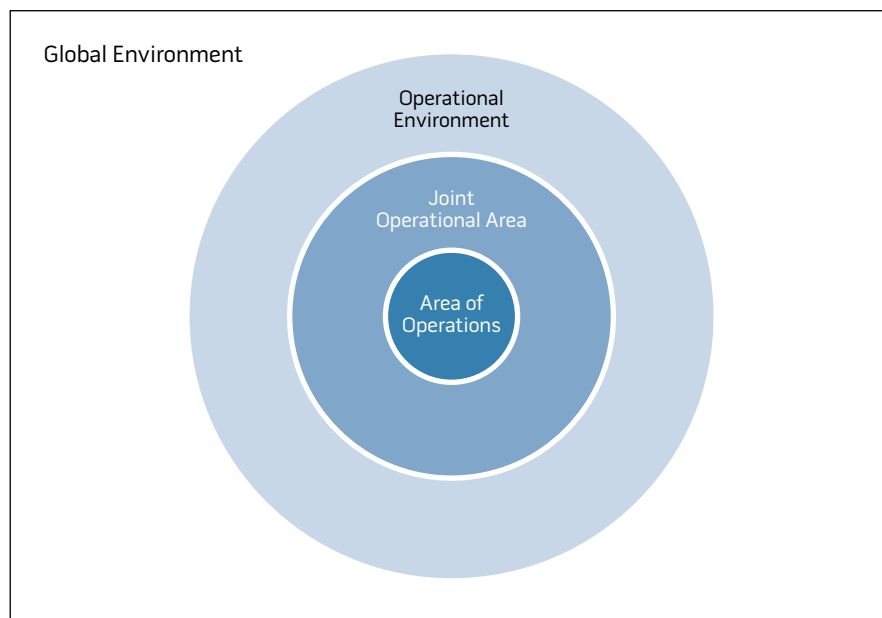 Global Environment
Operational
Environment
Joint
Operational Area
Area of
Operations